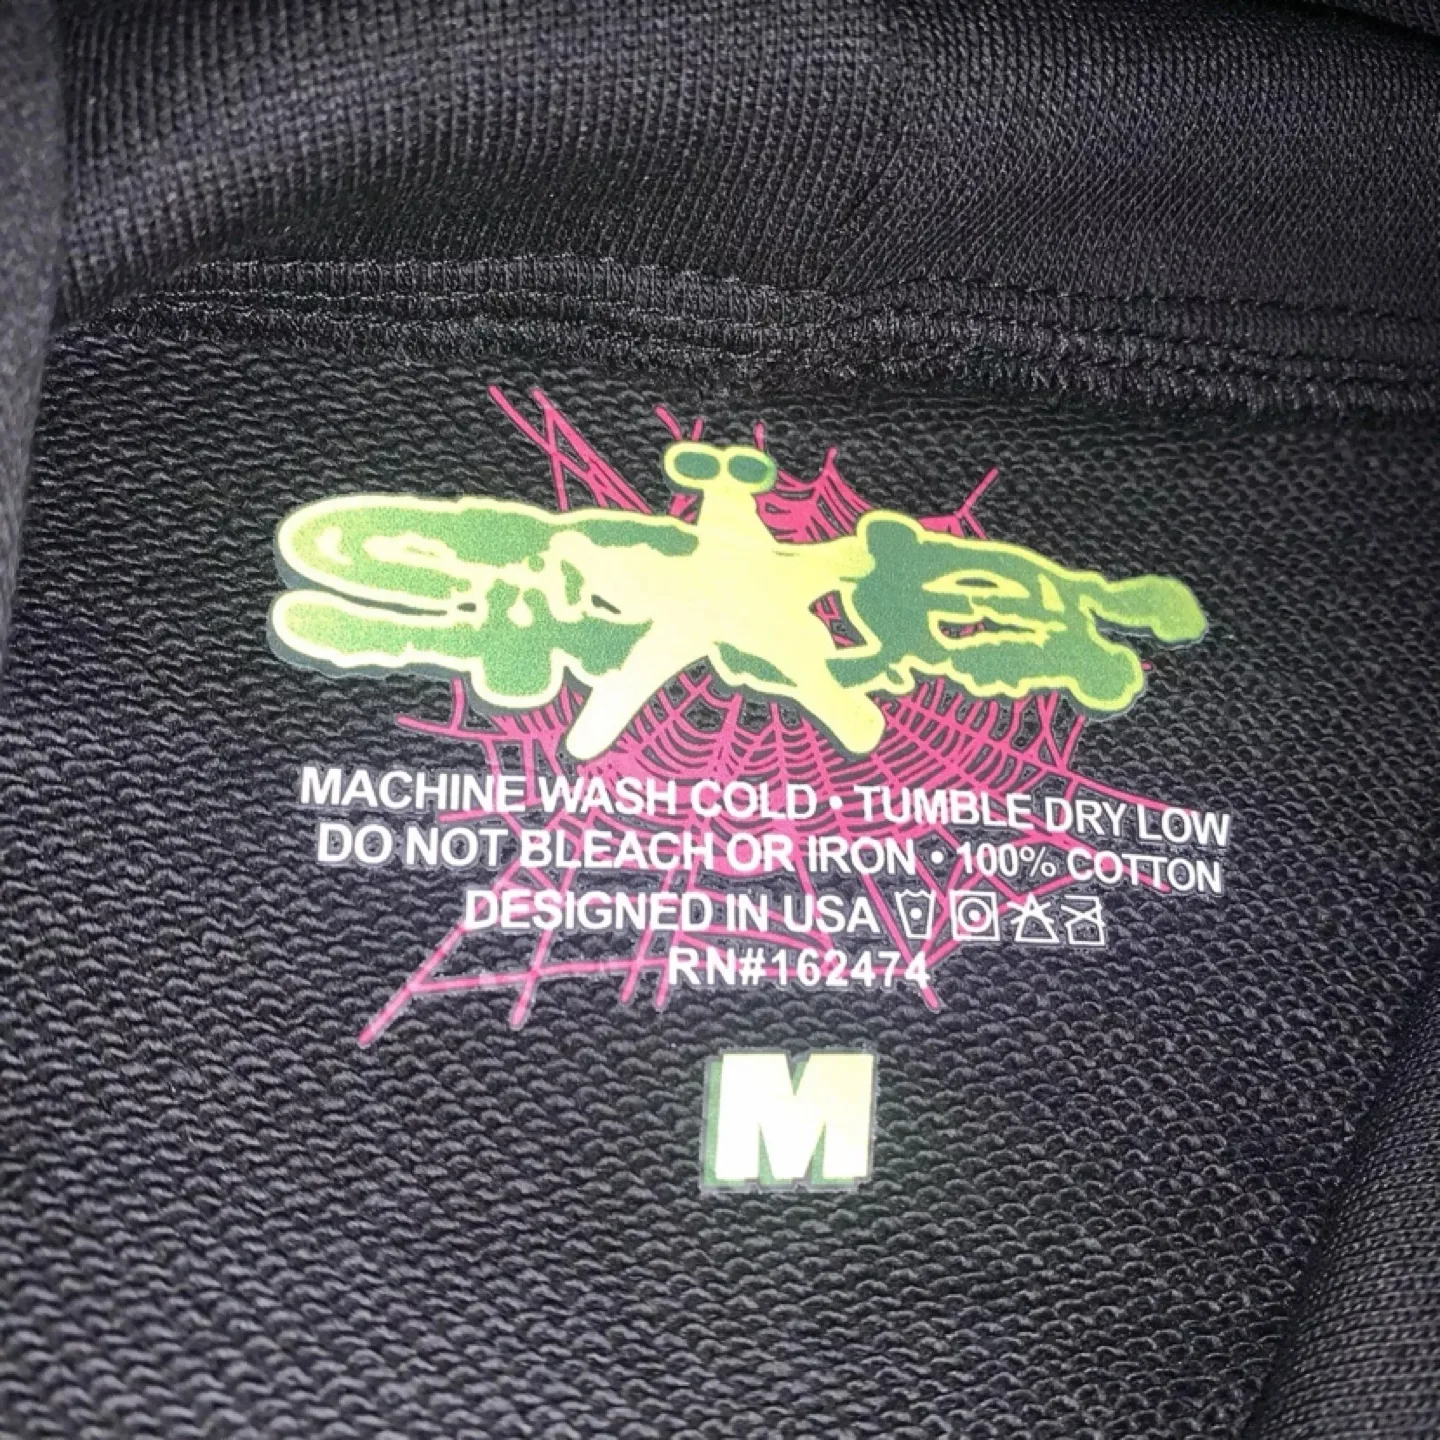 MACHINE WASH COLD • TUMBLE DRY LOW
DO NOT BLEACH OR IRON • 100% COTTON
DESIGNED IN USA
RN#162474
M